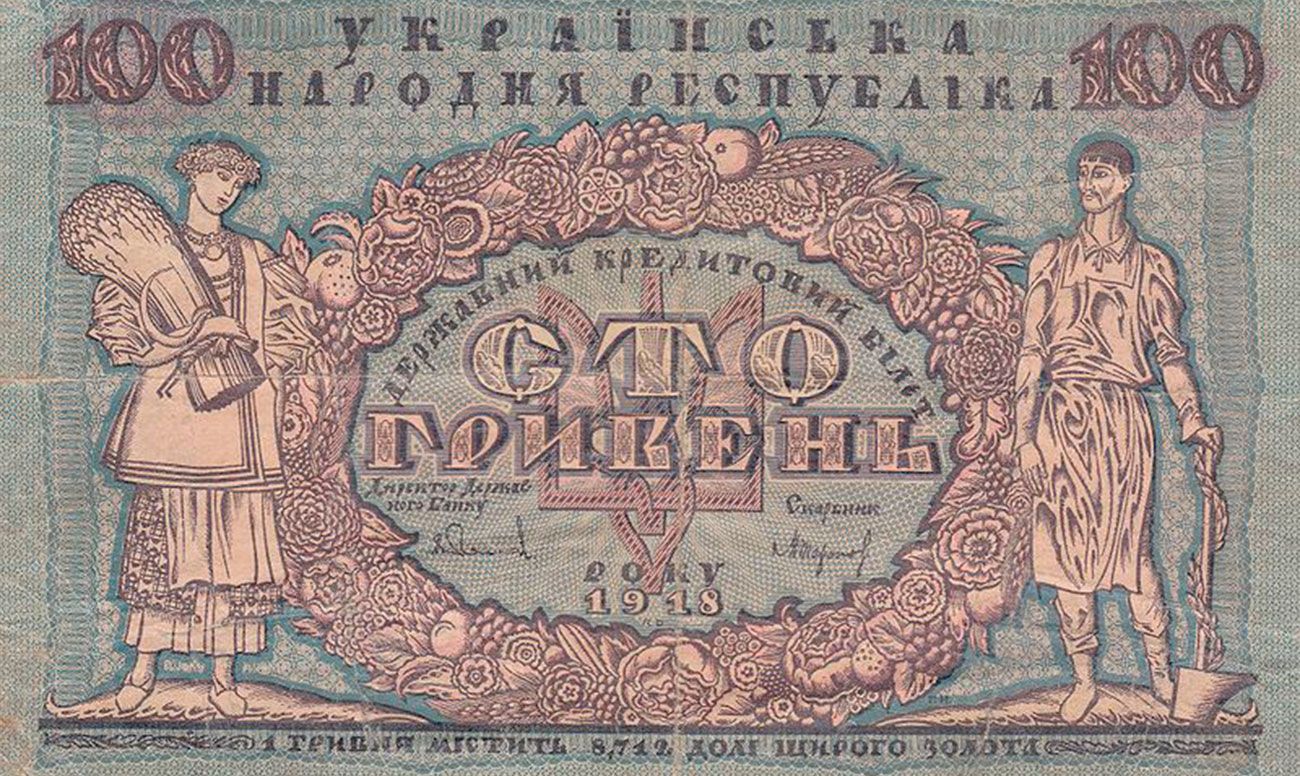 100 УКРАЇНСЬКА 100
НАРОДНЯ РЕСПУБЛІКА
ДЕРЖАВНИЙ КРЕДИТОВИЙ БІЛЕТ
СТО
ГРИВЕНЬ
Директор Держав
ного Банку
Скарбник
РОКУ
1918
1 ГРИВНЯ МІСТИТЬ 8,712 ДОЛІ ЩИРОГО ЗОЛОТА